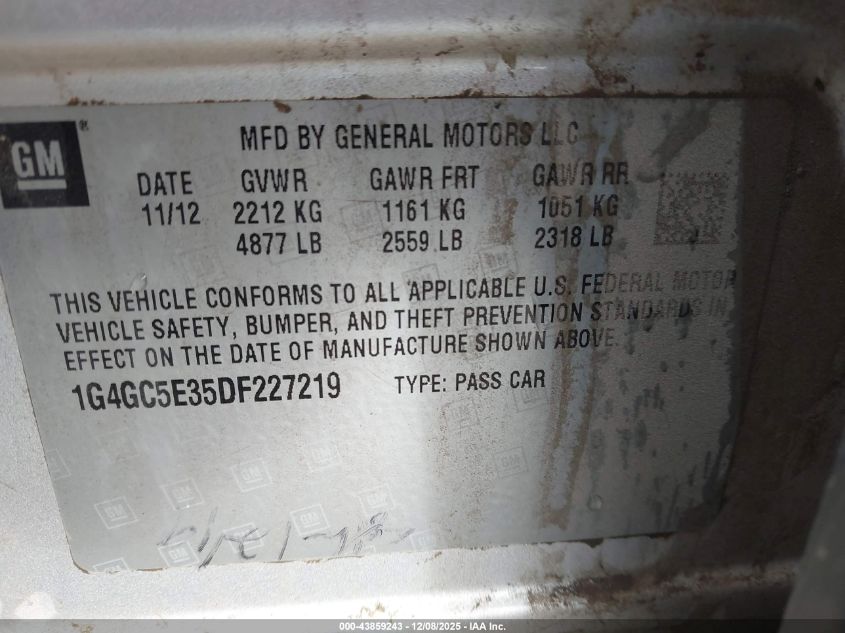 GM ®
MFD BY GENERAL MOTORS LLC
DATE GVWR GAWR FRT GAWR RR
11/12 2212 KG 1161 KG 1051 KG
4877 LB 2559 LB 2318 LB
THIS VEHICLE CONFORMS TO ALL APPLICABLE U.S. FEDERAL MOTOR
VEHICLE SAFETY, BUMPER, AND THEFT PREVENTION STANDARDS IN
EFFECT ON THE DATE OF MANUFACTURE SHOWN ABOVE.
1G4GC5E35DF227219 TYPE: PASS CAR
000-43859243 - 12/08/2025 - IAA Inc.